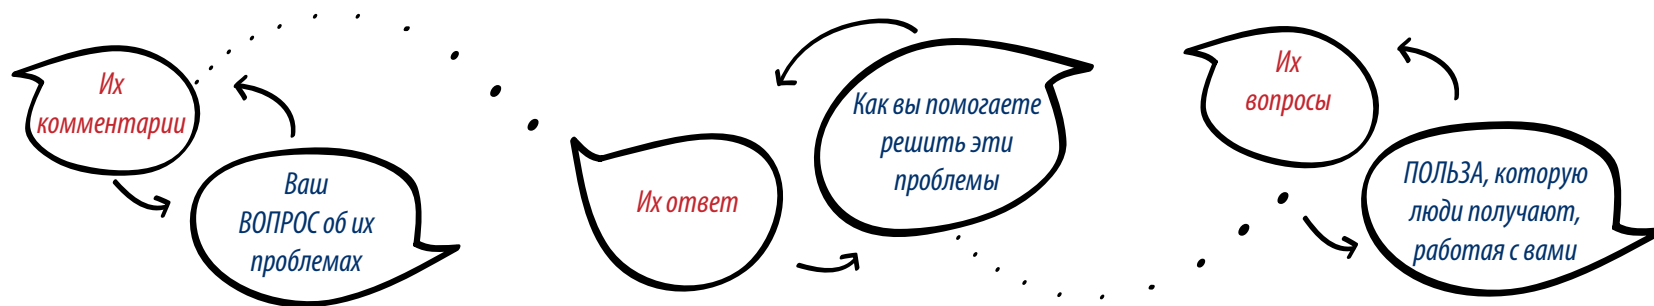 Их
комментарии
Ваш
ВОПРОС об их
проблемах
Их ответ
Как вы помогаете
решить эти
проблемы
Их
вопросы
ПОЛЬЗА, которую
люди получают,
работая с вами